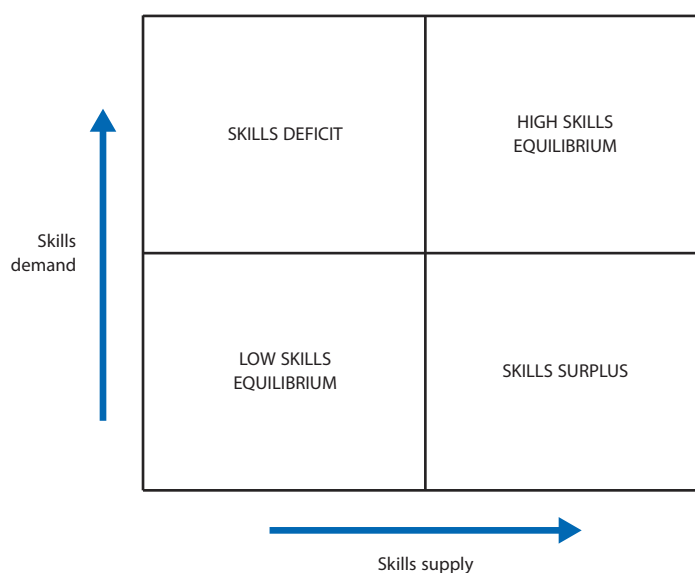 SKILLS DEFICIT
HIGH SKILLS
EQUILIBRIUM
Skills
demand
LOW SKILLS
EQUILIBRIUM
SKILLS SURPLUS
Skills supply